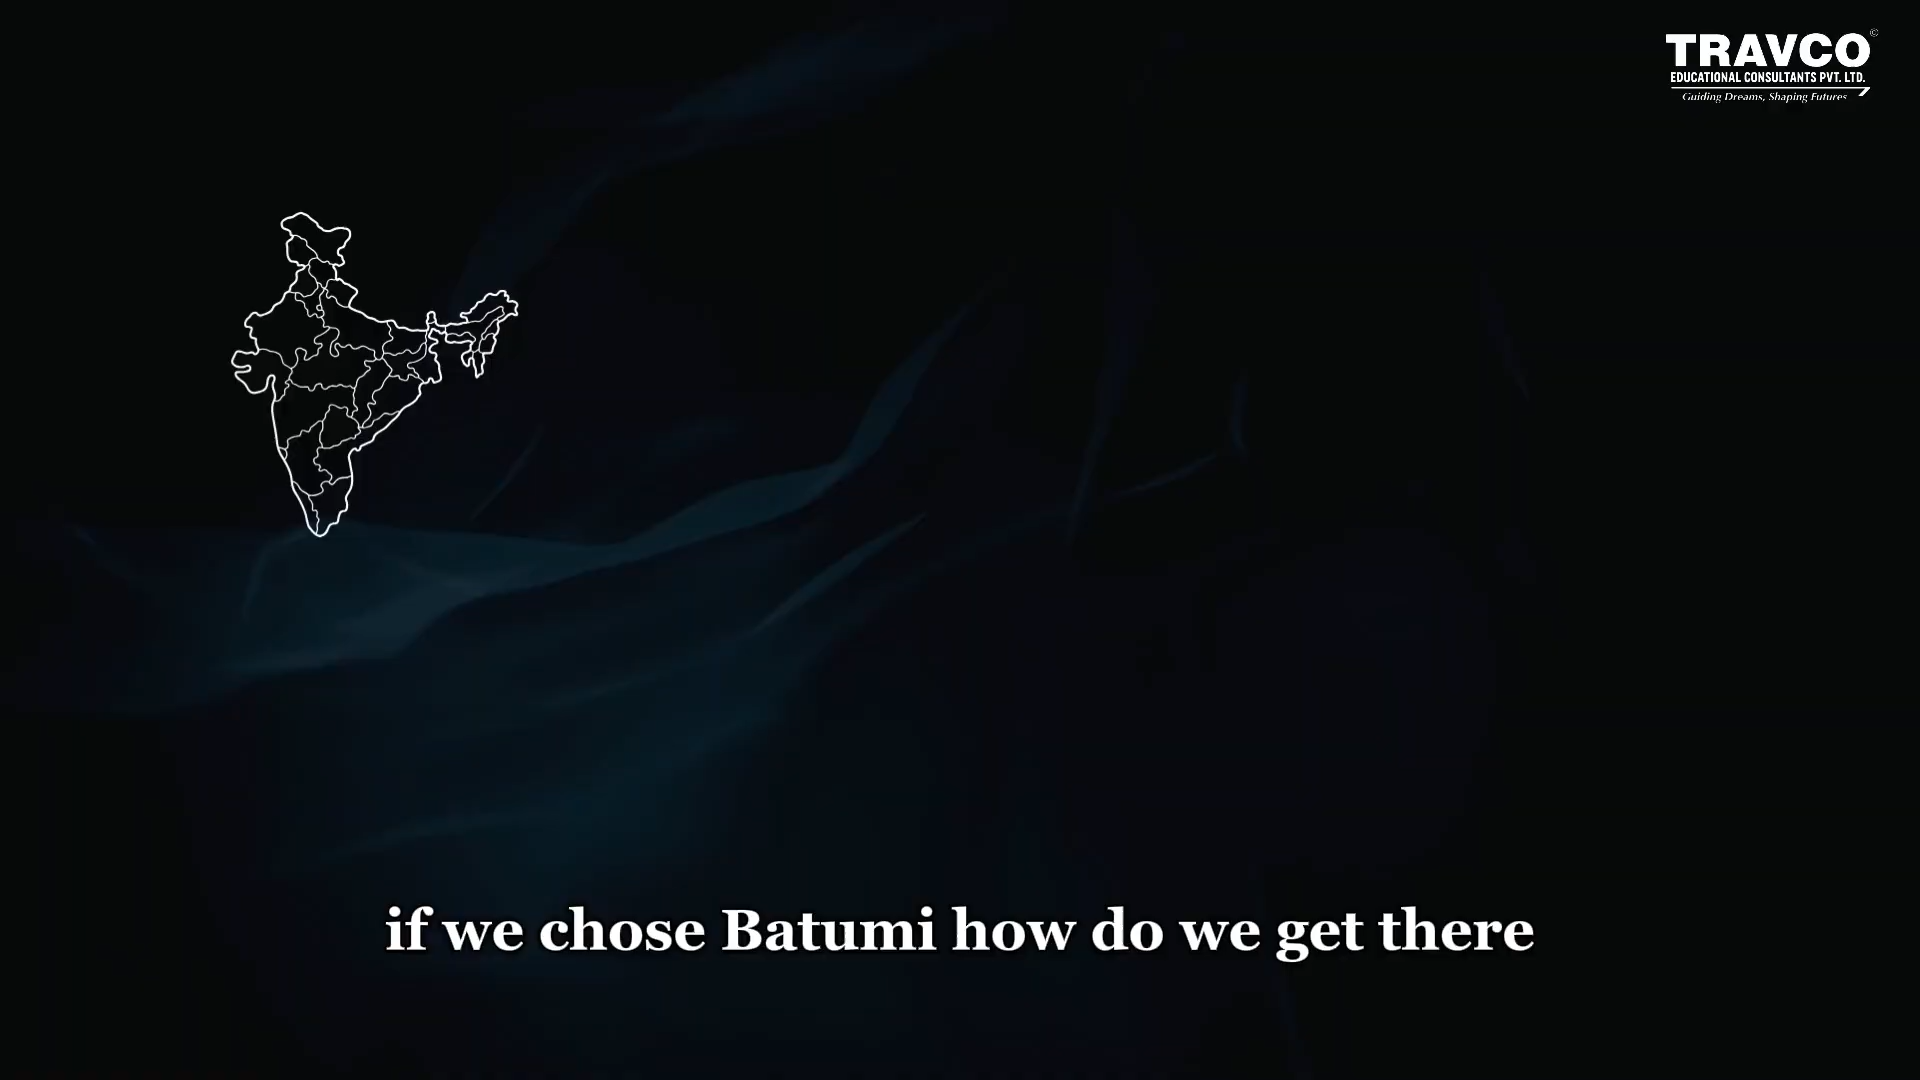 TRAVCO©
EDUCATIONAL CONSULTANTS PVT. LTD.
Guiding Dreams, Shaping Futures
if we chose Batumi how do we get there